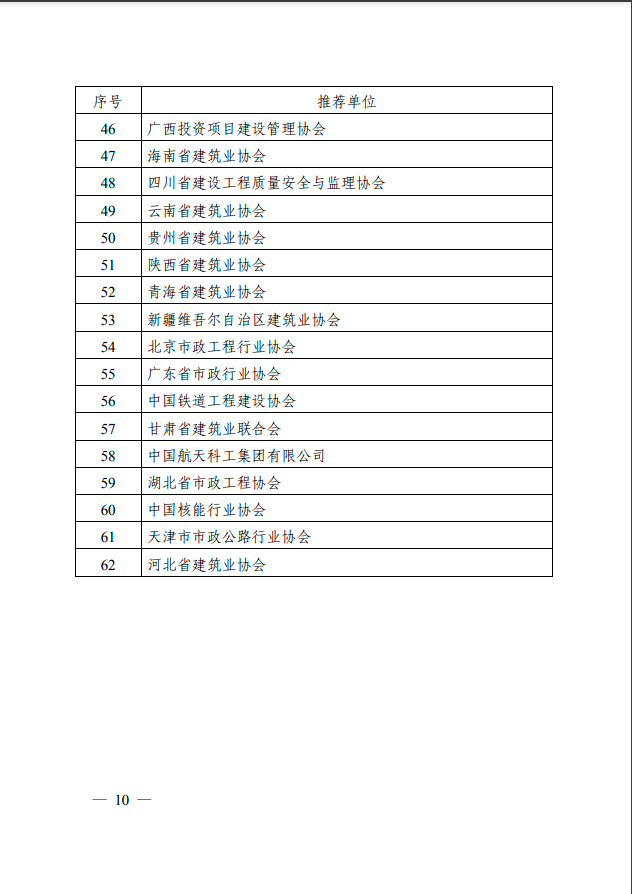 序号 推荐单位
46 广西投资项目建设管理协会
47 海南省建筑业协会
48 四川省建设工程质量安全与监理协会
49 云南省建筑业协会
50 贵州省建筑业协会
51 陕西省建筑业协会
52 青海省建筑业协会
53 新疆维吾尔自治区建筑业协会
54 北京市政工程行业协会
55 广东省市政行业协会
56 中国铁道工程建设协会
57 甘肃省建筑业联合会
58 中国航天科工集团有限公司
59 湖北省市政工程协会
60 中国核能行业协会
61 天津市市政公路行业协会
62 河北省建筑业协会
— 10 —